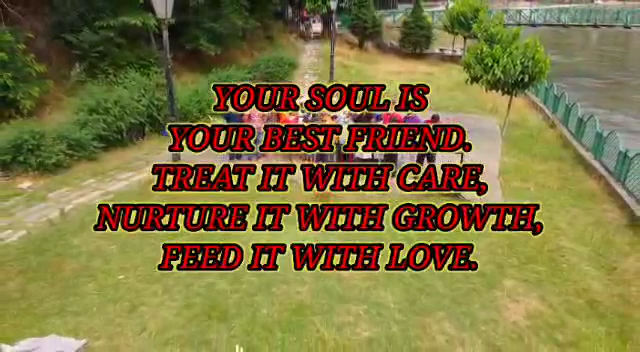 YOUR SOUL IS
YOUR BEST FRIEND.
TREAT IT WITH CARE,
NURTURE IT WITH GROWTH,
FEED IT WITH LOVE.